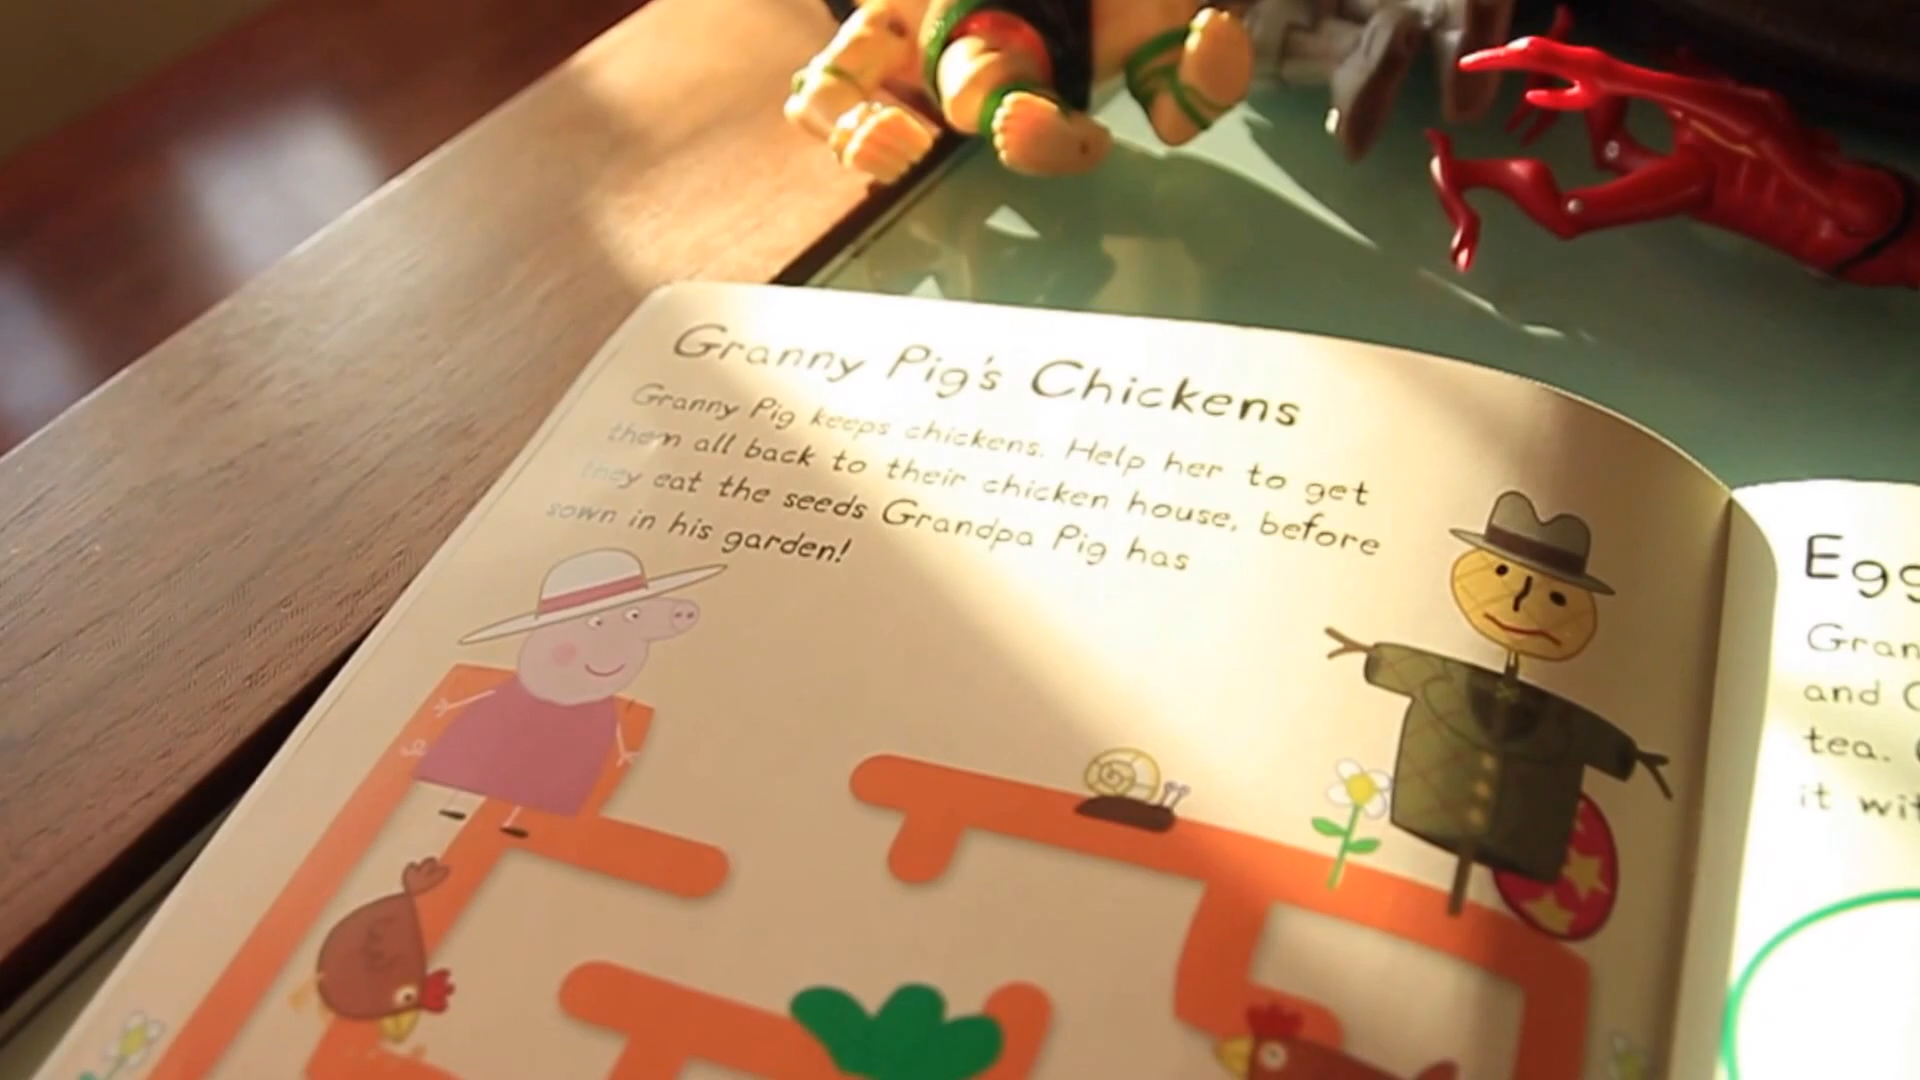 Granny Pig's Chickens
Granny Pig keeps chickens. Help her to get
them all back to their chicken house, before
they eat the seeds Grandpa Pig has
sown in his garden!
Egg
Gran
and
tea.
it wit